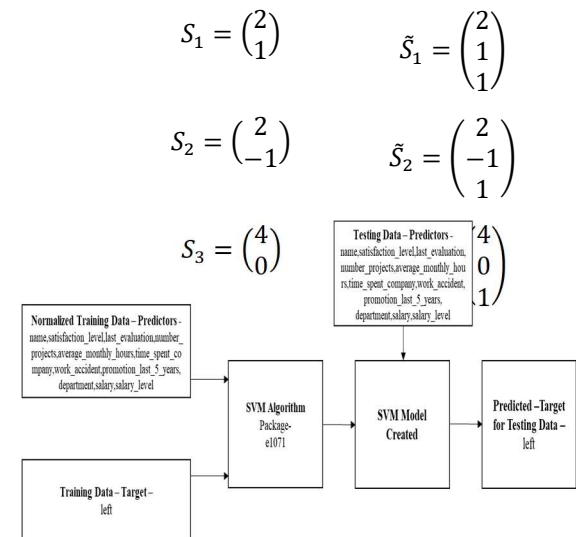 S₁ = (2
1)
S̃₁ = (2
1
1)
S₂ = (2
−1)
S̃₂ = (2
−1
1)
S₃ = (4
0)
4
0
1)
Testing Data – Predictors -
name,satisfaction_level,last_evaluation,
number_projects,average_monthly_hou
rs,time_spent_company,work_accident,
promotion_last_5_years,
department,salary,salary_level
Normalized Training Data – Predictors -
name,satisfaction_level,last_evaluation,number_
projects,average_monthly_hours,time_spent_co
mpany,work_accident,promotion_last_5_years,
department,salary,salary_level
SVM Algorithm
Package-
e1071
SVM Model
Created
Predicted –Target
for Testing Data –
left
Training Data – Target –
left